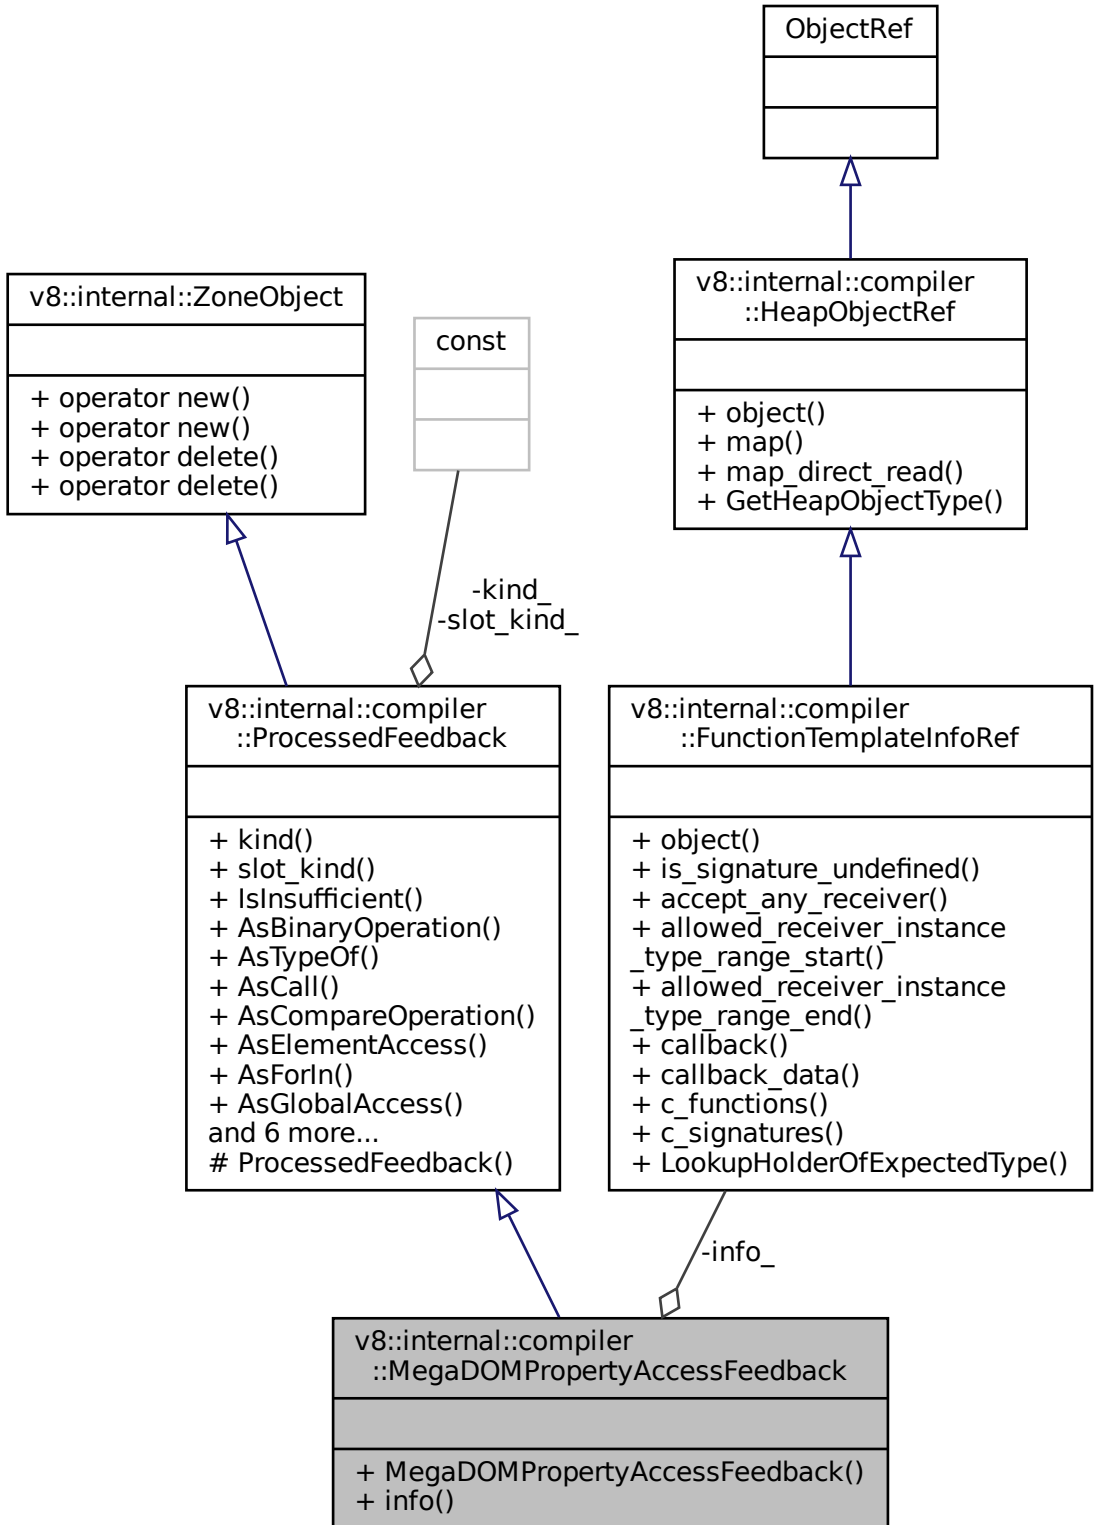 ObjectRef
v8::internal::compiler
::HeapObjectRef
+ object()
+ map()
+ map_direct_read()
+ GetHeapObjectType()
v8::internal::ZoneObject
+ operator new()
+ operator new()
+ operator delete()
+ operator delete()
const
-kind_
-slot_kind_
v8::internal::compiler
::ProcessedFeedback
+ kind()
+ slot_kind()
+ IsInsufficient()
+ AsBinaryOperation()
+ AsTypeOf()
+ AsCall()
+ AsCompareOperation()
+ AsElementAccess()
+ AsForIn()
+ AsGlobalAccess()
and 6 more...
# ProcessedFeedback()
v8::internal::compiler
::FunctionTemplateInfoRef
+ object()
+ is_signature_undefined()
+ accept_any_receiver()
+ allowed_receiver_instance
_type_range_start()
+ allowed_receiver_instance
_type_range_end()
+ callback()
+ callback_data()
+ c_functions()
+ c_signatures()
+ LookupHolderOfExpectedType()
-info_
v8::internal::compiler
::MegaDOMPropertyAccessFeedback
+ MegaDOMPropertyAccessFeedback()
+ info()